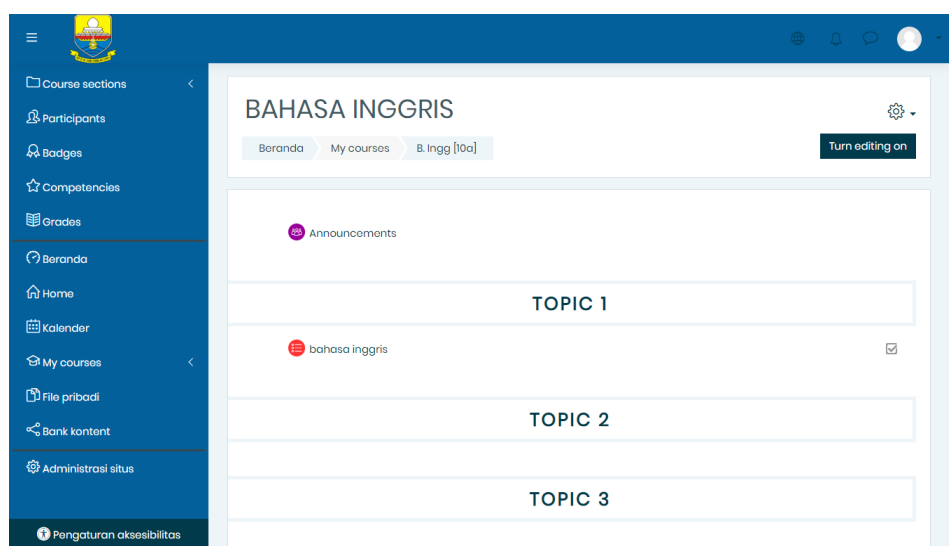 Course sections
Participants
Badges
Competencies
Grades
Beranda
Home
Kalender
My courses
File pribadi
Bank kontent
Administrasi situs
Pengaturan aksesibilitas
BAHASA INGGRIS
Beranda My courses B. Ingg [10a]
Turn editing on
Announcements
TOPIC 1
bahasa inggris
TOPIC 2
TOPIC 3